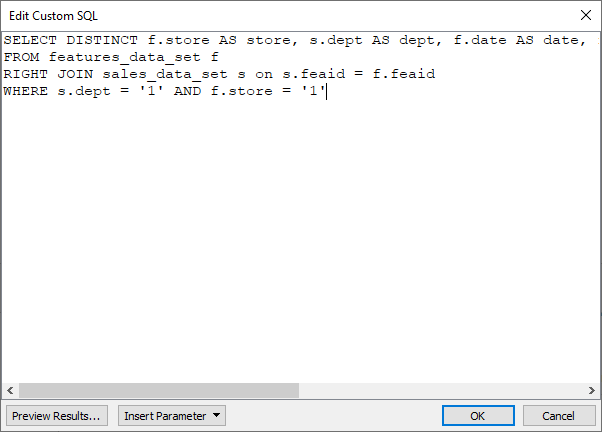 Edit Custom SQL
SELECT DISTINCT f.store AS store, s.dept AS dept, f.date AS date,
FROM features_data_set f
RIGHT JOIN sales_data_set s on s.feaid = f.feaid
WHERE s.dept = '1' AND f.store = '1'
Preview Results... Insert Parameter OK Cancel